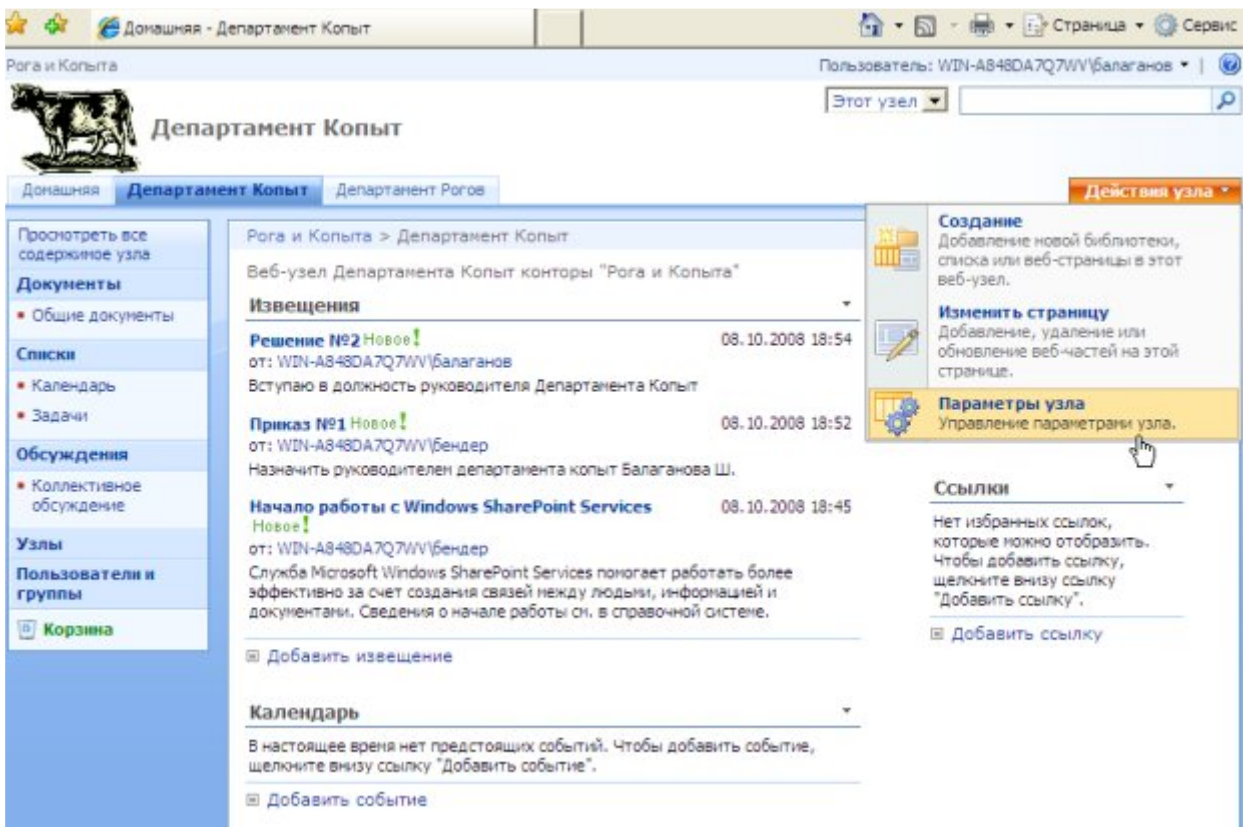 Домашняя - Департамент Копыт
Страница
Сервис
Рога и Копыта
Пользователь: WIN-A848DA7Q7WV\балаганов
Этот узел
Департамент Копыт
Домашняя
Департамент Копыт
Департамент Рогов
Действия узла
Просмотреть все
содержимое узла
Документы
Общие документы
Списки
Календарь
Задачи
Обсуждения
Коллективное
обсуждение
Узлы
Пользователи и
группы
Корзина
Рога и Копыта > Департамент Копыт
Веб-узел Департамента Копыт конторы "Рога и Копыта"
Извещения
Решение №2 Новое!
08.10.2008 18:54
от: WIN-A848DA7Q7WV\балаганов
Вступаю в должность руководителя Департамента Копыт
Приказ №1 Новое!
08.10.2008 18:52
от: WIN-A848DA7Q7WV\бендер
Назначить руководителем департамента копыт Балаганова Ш.
Начало работы с Windows SharePoint Services
08.10.2008 18:45
Новое!
от: WIN-A848DA7Q7WV\бендер
Служба Microsoft Windows SharePoint Services помогает работать более
эффективно за счет создания связей между людьми, информацией и
документами. Сведения о начале работы см. в справочной системе.
Добавить извещение
Календарь
В настоящее время нет предстоящих событий. Чтобы добавить событие,
щелкните внизу ссылку "Добавить событие".
Добавить событие
Создание
Добавление новой библиотеки,
списка или веб-страницы в этот
веб-узел.
Изменить страницу
Добавление, удаление или
обновление веб-частей на этой
странице.
Параметры узла
Управление параметрами узла.
Ссылки
Нет избранных ссылок,
которые можно отобразить.
Чтобы добавить ссылку,
щелкните внизу ссылку
"Добавить ссылку".
Добавить ссылку